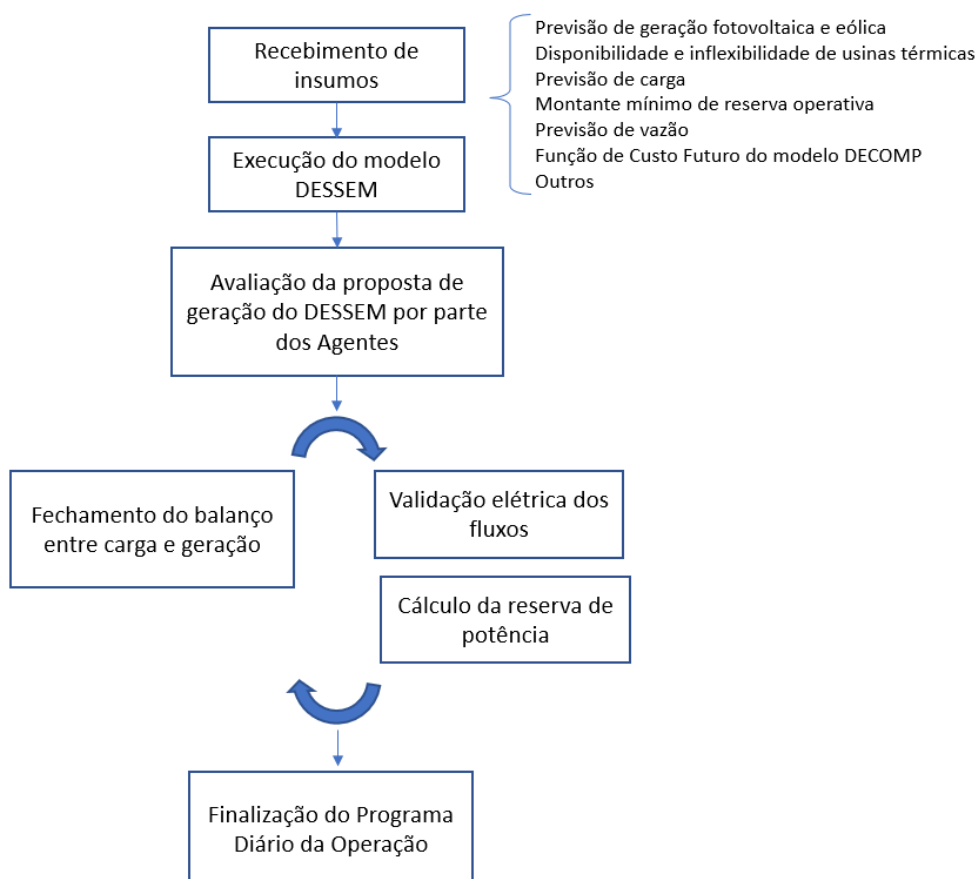 Recebimento de
insumos
Previsão de geração fotovoltaica e eólica
Disponibilidade e inflexibilidade de usinas térmicas
Previsão de carga
Montante mínimo de reserva operativa
Previsão de vazão
Função de Custo Futuro do modelo DECOMP
Outros
Execução do modelo
DESSEM
Avaliação da proposta de
geração do DESSEM por parte
dos Agentes
Fechamento do balanço
entre carga e geração
Validação elétrica dos
fluxos
Cálculo da reserva de
potência
Finalização do Programa
Diário da Operação